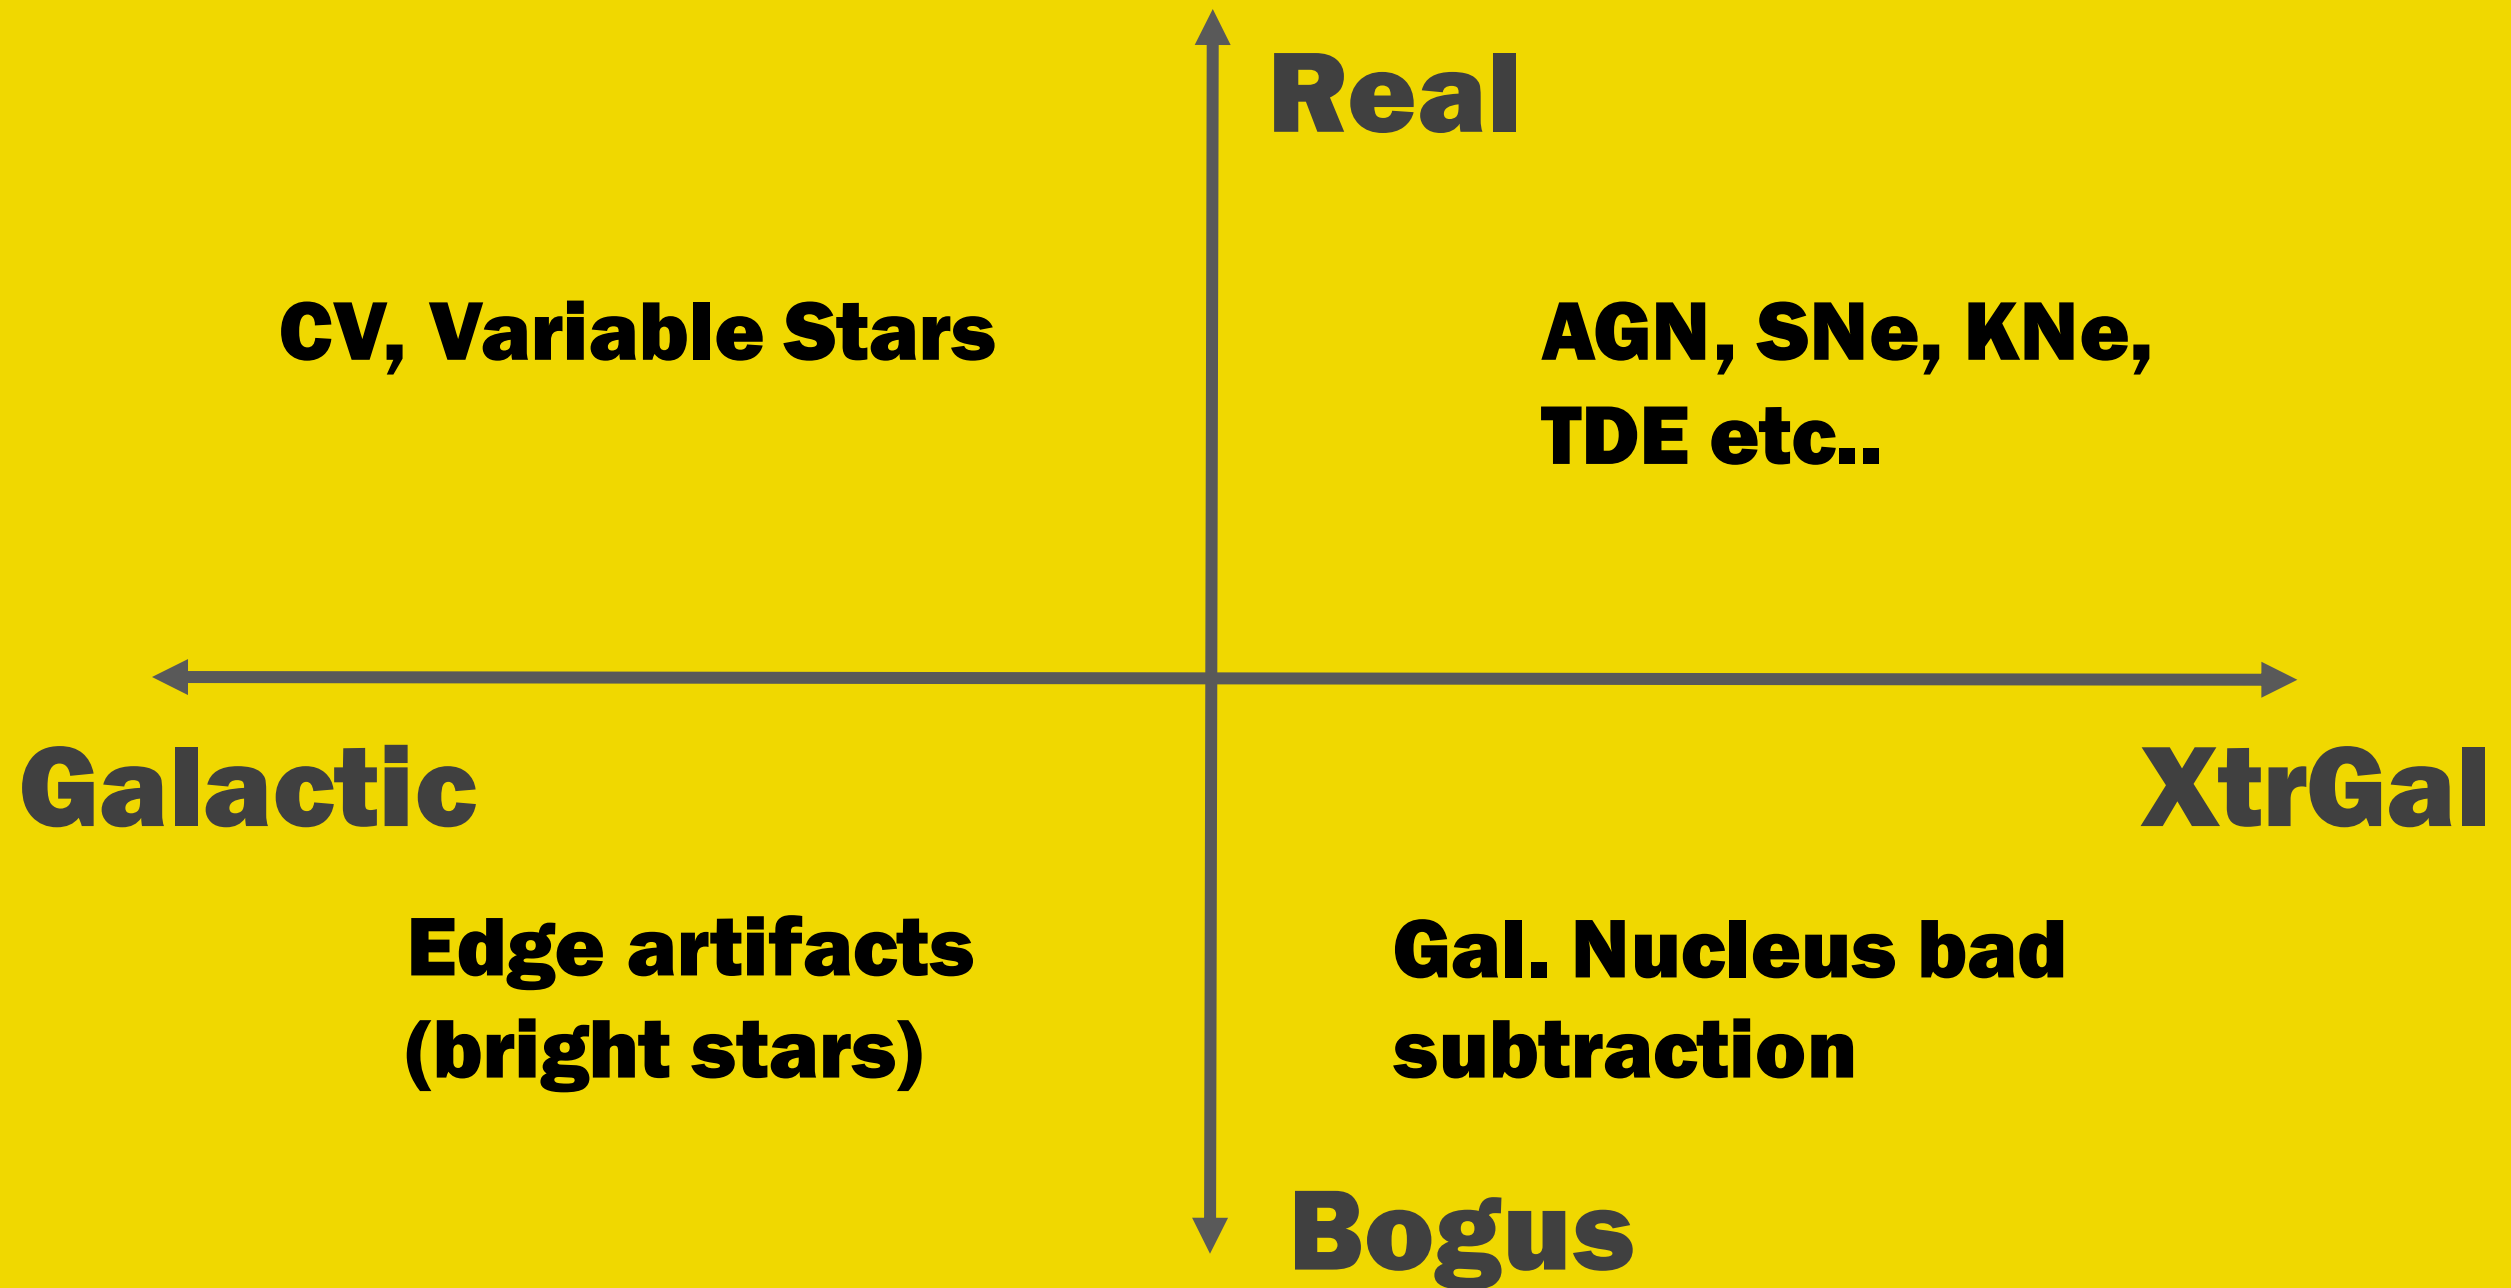 Real
CV, Variable Stars
AGN, SNe, KNe,
TDE etc..
Galactic
XtrGal
Edge artifacts
(bright stars)
Gal. Nucleus bad
subtraction
Bogus